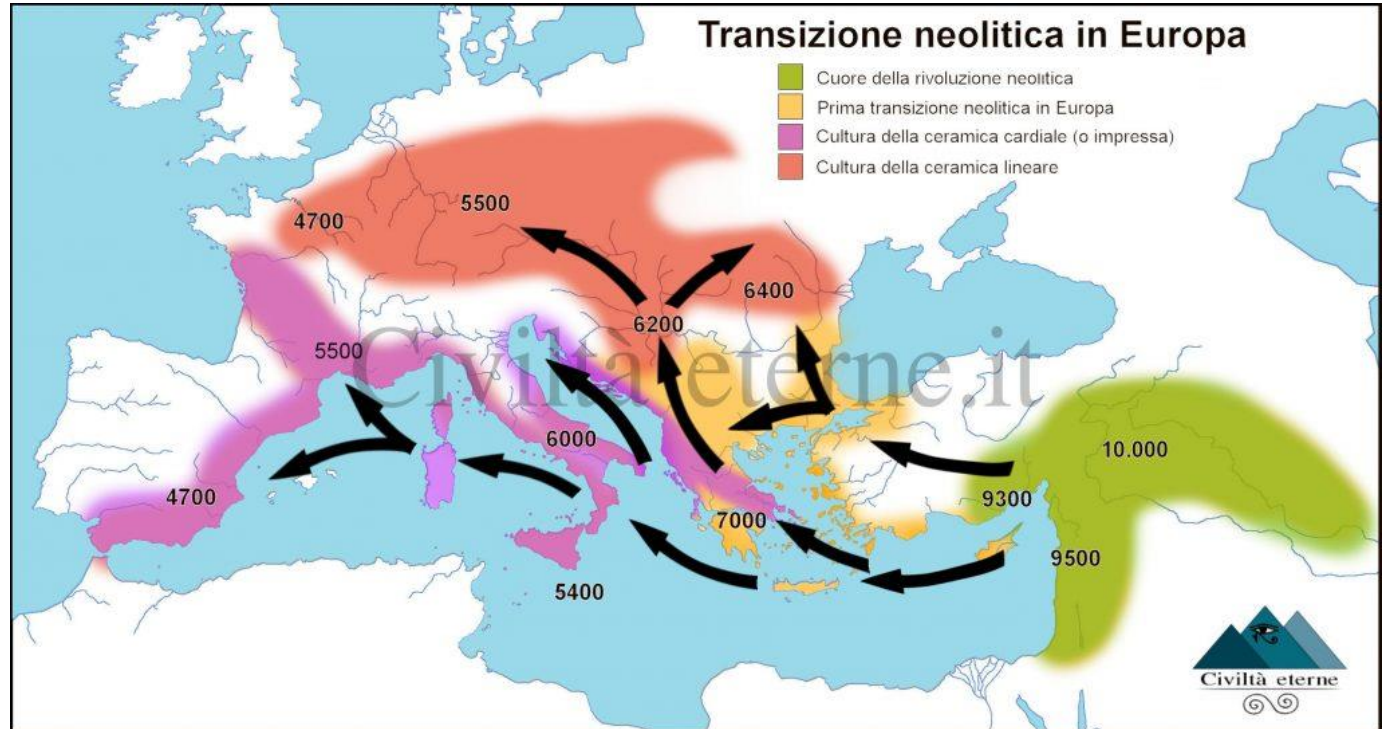 Transizione neolitica in Europa
Cuore della rivoluzione neolitica
Prima transizione neolitica in Europa
Cultura della ceramica cardiale (o impressa)
Cultura della ceramica lineare
4700
5500
6400
6200
5500
Civiltà eterne.it
6000
10.000
4700
9300
7000
9500
5400
Civiltà eterne